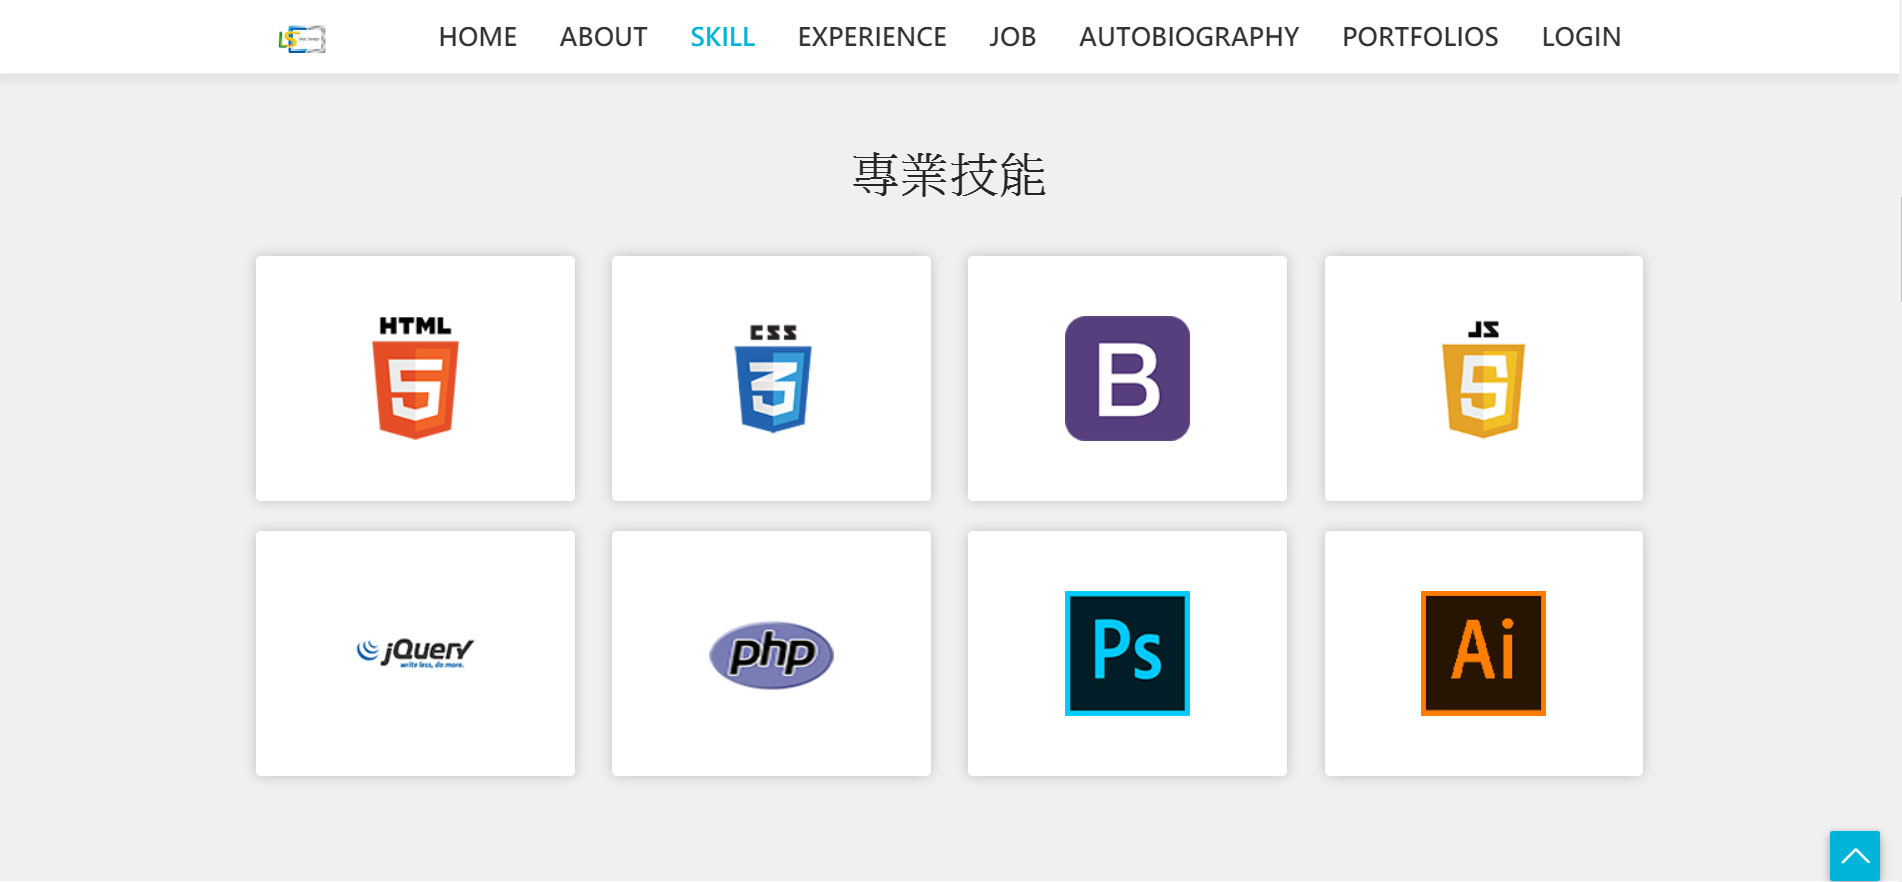 HOME ABOUT SKILL EXPERIENCE JOB AUTOBIOGRAPHY PORTFOLIOS LOGIN
專業技能
HTML
5
CSS
3
B
JS
5
jQuery
write less, do more.
php
Ps
Ai